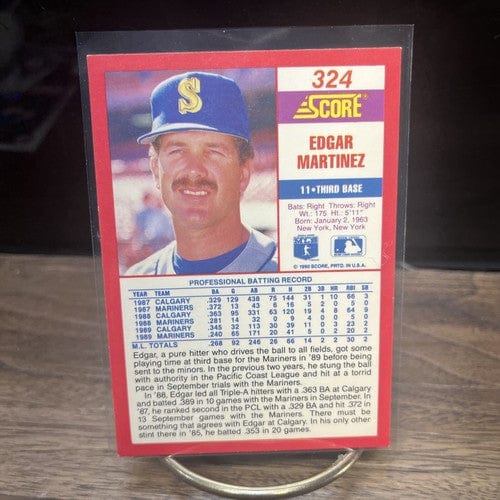 S
324
SCORE
EDGAR
MARTINEZ
11•THIRD BASE
Bats: Right Throws: Right
Wt.: 175 Ht.: 5'11"
Born: January 2, 1963
New York, New York
© 1990 SCORE, PRTD. IN U.S.A.
PROFESSIONAL BATTING RECORD
YEAR TEAM BA G AB R H 2B 3B HR RBI SB
1987 CALGARY .329 129 438 75 144 31 1 10 66 3
1987 MARINERS .372 13 43 6 16 5 2 0 5 0
1988 CALGARY .363 95 331 63 120 19 4 8 64 9
1988 MARINERS .281 14 32 0 9 4 0 0 5 0
1989 CALGARY .345 32 113 30 39 11 0 3 23 2
1989 MARINERS .240 65 171 20 41 5 0 2 20 2
M.L. TOTALS .268 92 246 26 66 14 2 2 30 2
Edgar, a pure hitter who drives the ball to all fields, got some
playing time at third base for the Mariners in '89 before being
sent to the minors. In the previous two years, he stung the ball
with authority in the Pacific Coast League and hit at a torrid
pace in September trials with the Mariners.
In '88, Edgar led all Triple-A hitters with a .363 BA at Calgary
and batted .389 in 10 games with the Mariners in September. In
'87, he ranked second in the PCL with a .329 BA and hit .372 in
13 September games with the Mariners. There must be
something that agrees with Edgar at Calgary. In his only other
stint there in '85, he batted .353 in 20 games.